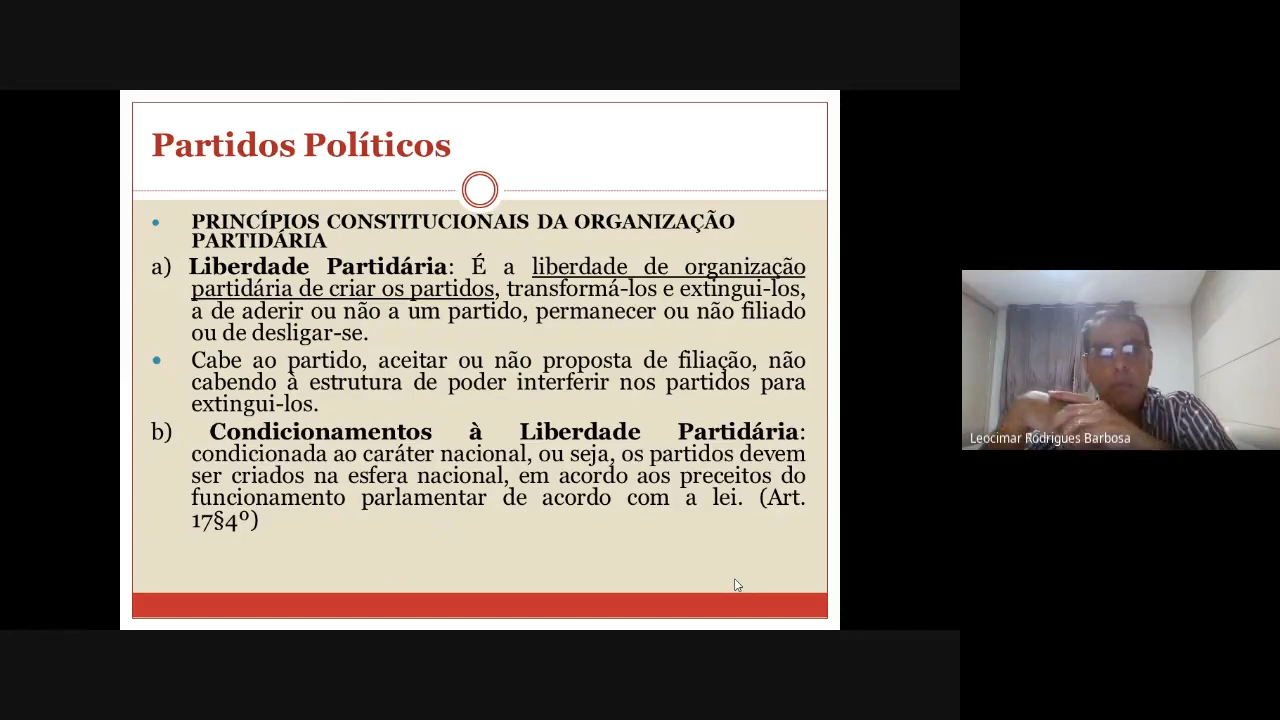 Partidos Políticos
• PRINCÍPIOS CONSTITUCIONAIS DA ORGANIZAÇÃO
PARTIDÁRIA
a) Liberdade Partidária: É a liberdade de organização
partidária de criar os partidos, transformá-los e extingui-los,
a de aderir ou não a um partido, permanecer ou não filiado
ou de desligar-se.
• Cabe ao partido, aceitar ou não proposta de filiação, não
cabendo à estrutura de poder interferir nos partidos para
extingui-los.
b) Condicionamentos à Liberdade Partidária:
condicionada ao caráter nacional, ou seja, os partidos devem
ser criados na esfera nacional, em acordo aos preceitos do
funcionamento parlamentar de acordo com a lei. (Art.
17§4º)
Leocimar Rodrigues Barbosa